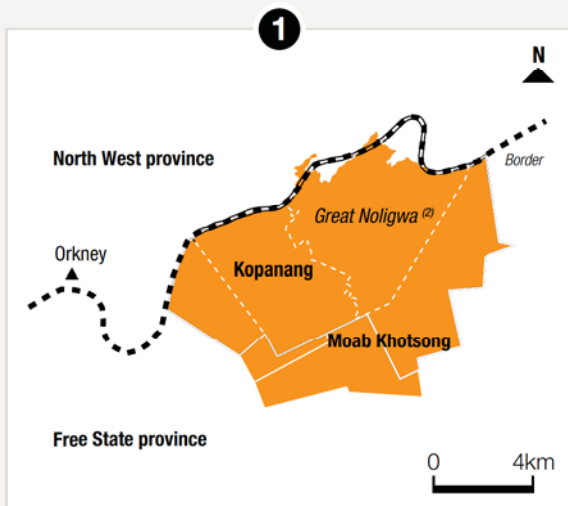 1
N
North West province
Border
Great Noligwa (2)
Orkney
Kopanang
Moab Khotsong
Free State province
0 4km